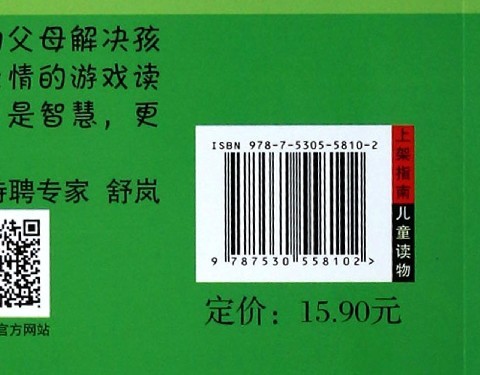 父母解决孩
情的游戏读
是智慧，更
聘专家 舒岚
官方网站
ISBN 978-7-5305-5810-2
9 787530 558102 >
上架指南
儿童读物
定价：15.90元